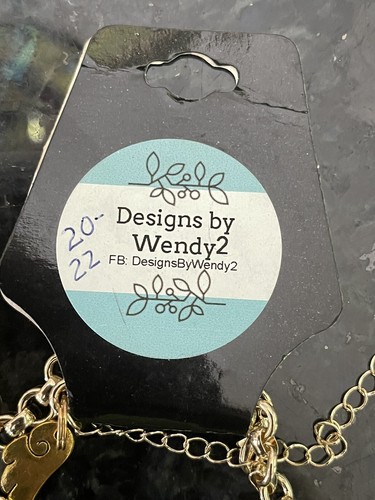 Designs by
Wendy2
FB: DesignsByWendy2
20--
22